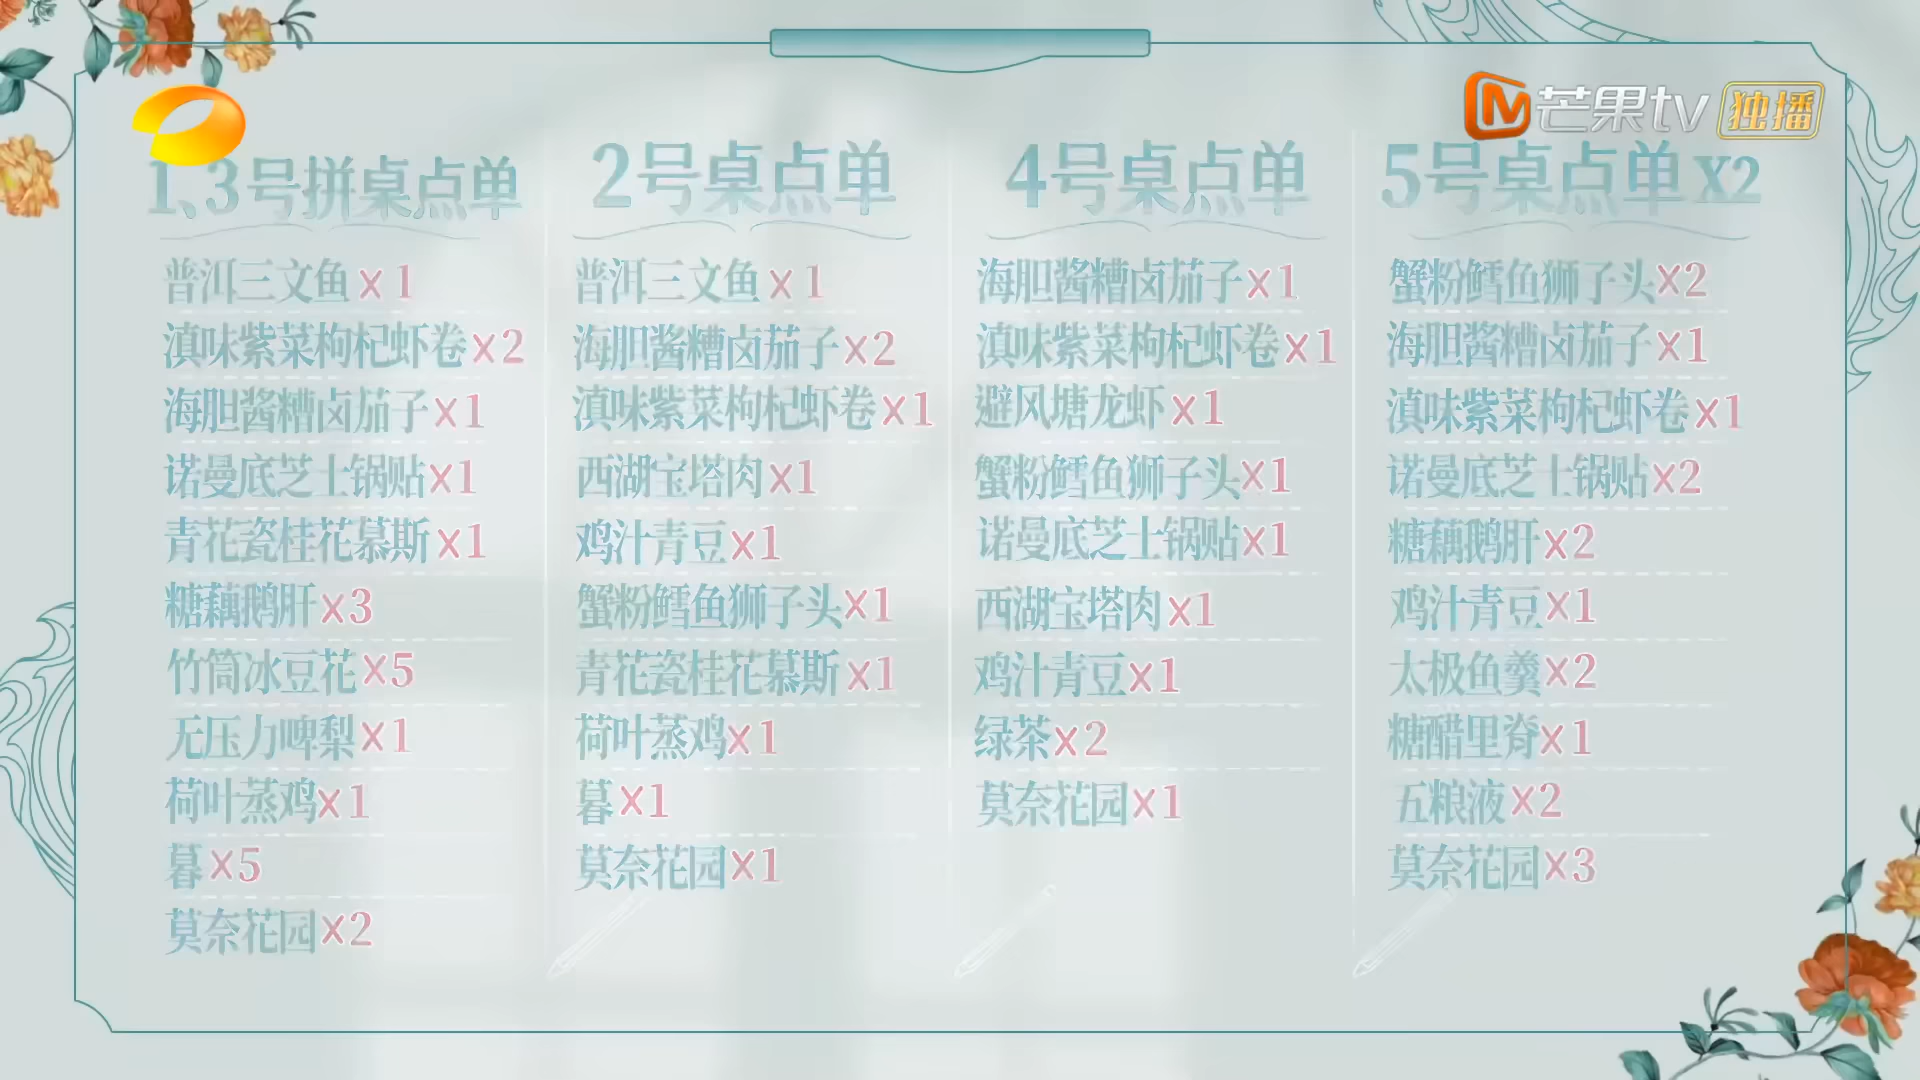 芒果tv 独播
1、3号拼桌点单
普洱三文鱼x1
滇味紫菜枸杞虾卷x2
海胆酱糟卤茄子x1
诺曼底芝士锅贴x1
青花瓷桂花慕斯x1
糖藕鹅肝x3
竹筒冰豆花x5
无压力啤梨x1
荷叶蒸鸡x1
暮x5
莫奈花园x2
2号桌点单
普洱三文鱼x1
海胆酱糟卤茄子x2
滇味紫菜枸杞虾卷x1
西湖宝塔肉x1
鸡汁青豆x1
蟹粉鳕鱼狮子头x1
青花瓷桂花慕斯x1
荷叶蒸鸡x1
暮x1
莫奈花园x1
4号桌点单
海胆酱糟卤茄子x1
滇味紫菜枸杞虾卷x1
避风塘龙虾x1
蟹粉鳕鱼狮子头x1
诺曼底芝士锅贴x1
西湖宝塔肉x1
鸡汁青豆x1
绿茶x2
莫奈花园x1
5号桌点单X2
蟹粉鳕鱼狮子头x2
海胆酱糟卤茄子x1
滇味紫菜枸杞虾卷x1
诺曼底芝士锅贴x2
糖藕鹅肝x2
鸡汁青豆x1
太极鱼羹x2
糖醋里脊x1
五粮液x2
莫奈花园x3